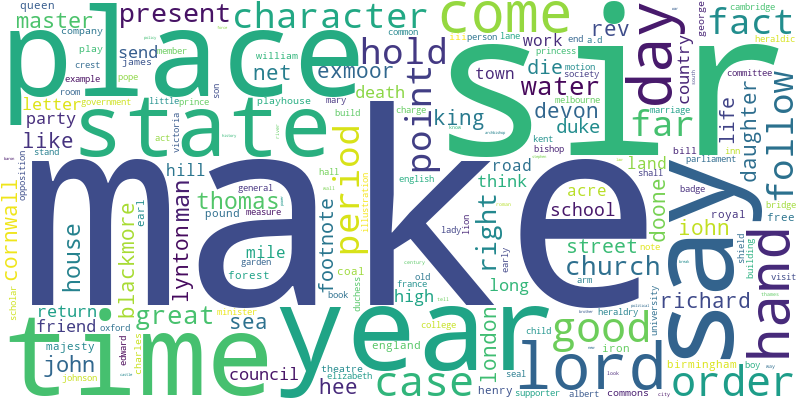 queen company play crest example room
master present character come rev work end a.d cambridge heraldic
place send james william net exmoor hold sir die person lane george fact
letter party like pope son prince playhouse death point king town devon duke water motion society melbourne day country princess committee follow
state government little mary charge build far life daughter marriage bill parliament inn
victoria act hill period kent bishop road land shall badge
opposition stand cornwall house blackmore earl lynton man thomas general pound measure hall english think acre school doone iohn royal free bridge
make footnote illustration right lady lion early street note say hand shield building visit
mile garden forest coal high long church arm heraldry richard university
scholar return friend great sea duchess france book old century year london good order
majesty minister england iron birmingham boy way
time oxford john johnson edward charles council theatre elizabeth hee case college child henry seal supporter lord albert commons look city